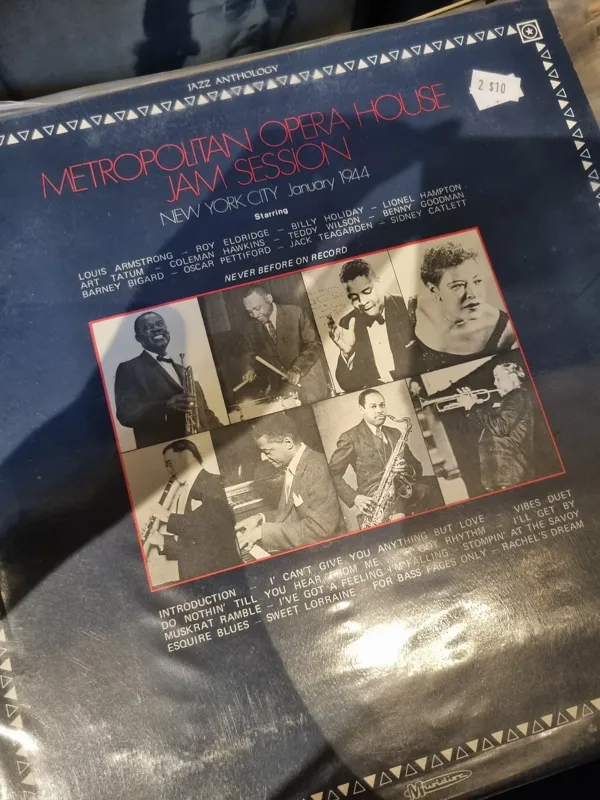 JAZZ ANTHOLOGY
2 $10
METROPOLITAN OPERA HOUSE
JAM SESSION
NEW YORK CITY January 1944
Starring
LOUIS ARMSTRONG – ROY ELDRIDGE – BILLY HOLIDAY – LIONEL HAMPTON
ART TATUM – COLEMAN HAWKINS – TEDDY WILSON – BENNY GOODMAN
BARNEY BIGARD – OSCAR PETTIFORD – JACK TEAGARDEN – SIDNEY CATLETT
NEVER BEFORE ON RECORD
INTRODUCTION – I CAN'T GIVE YOU ANYTHING BUT LOVE – VIBES DUET
DO NOTHIN' TILL YOU HEAR FROM ME – I GOT RHYTHM – I'LL GET BY
MUSKRAT RAMBLE – I'VE GOT A FEELING I'M FALLING – STOMPIN' AT THE SAVOY
ESQUIRE BLUES – SWEET LORRAINE – FOR BASS FACES ONLY – RACHEL'S DREAM
Musidisc